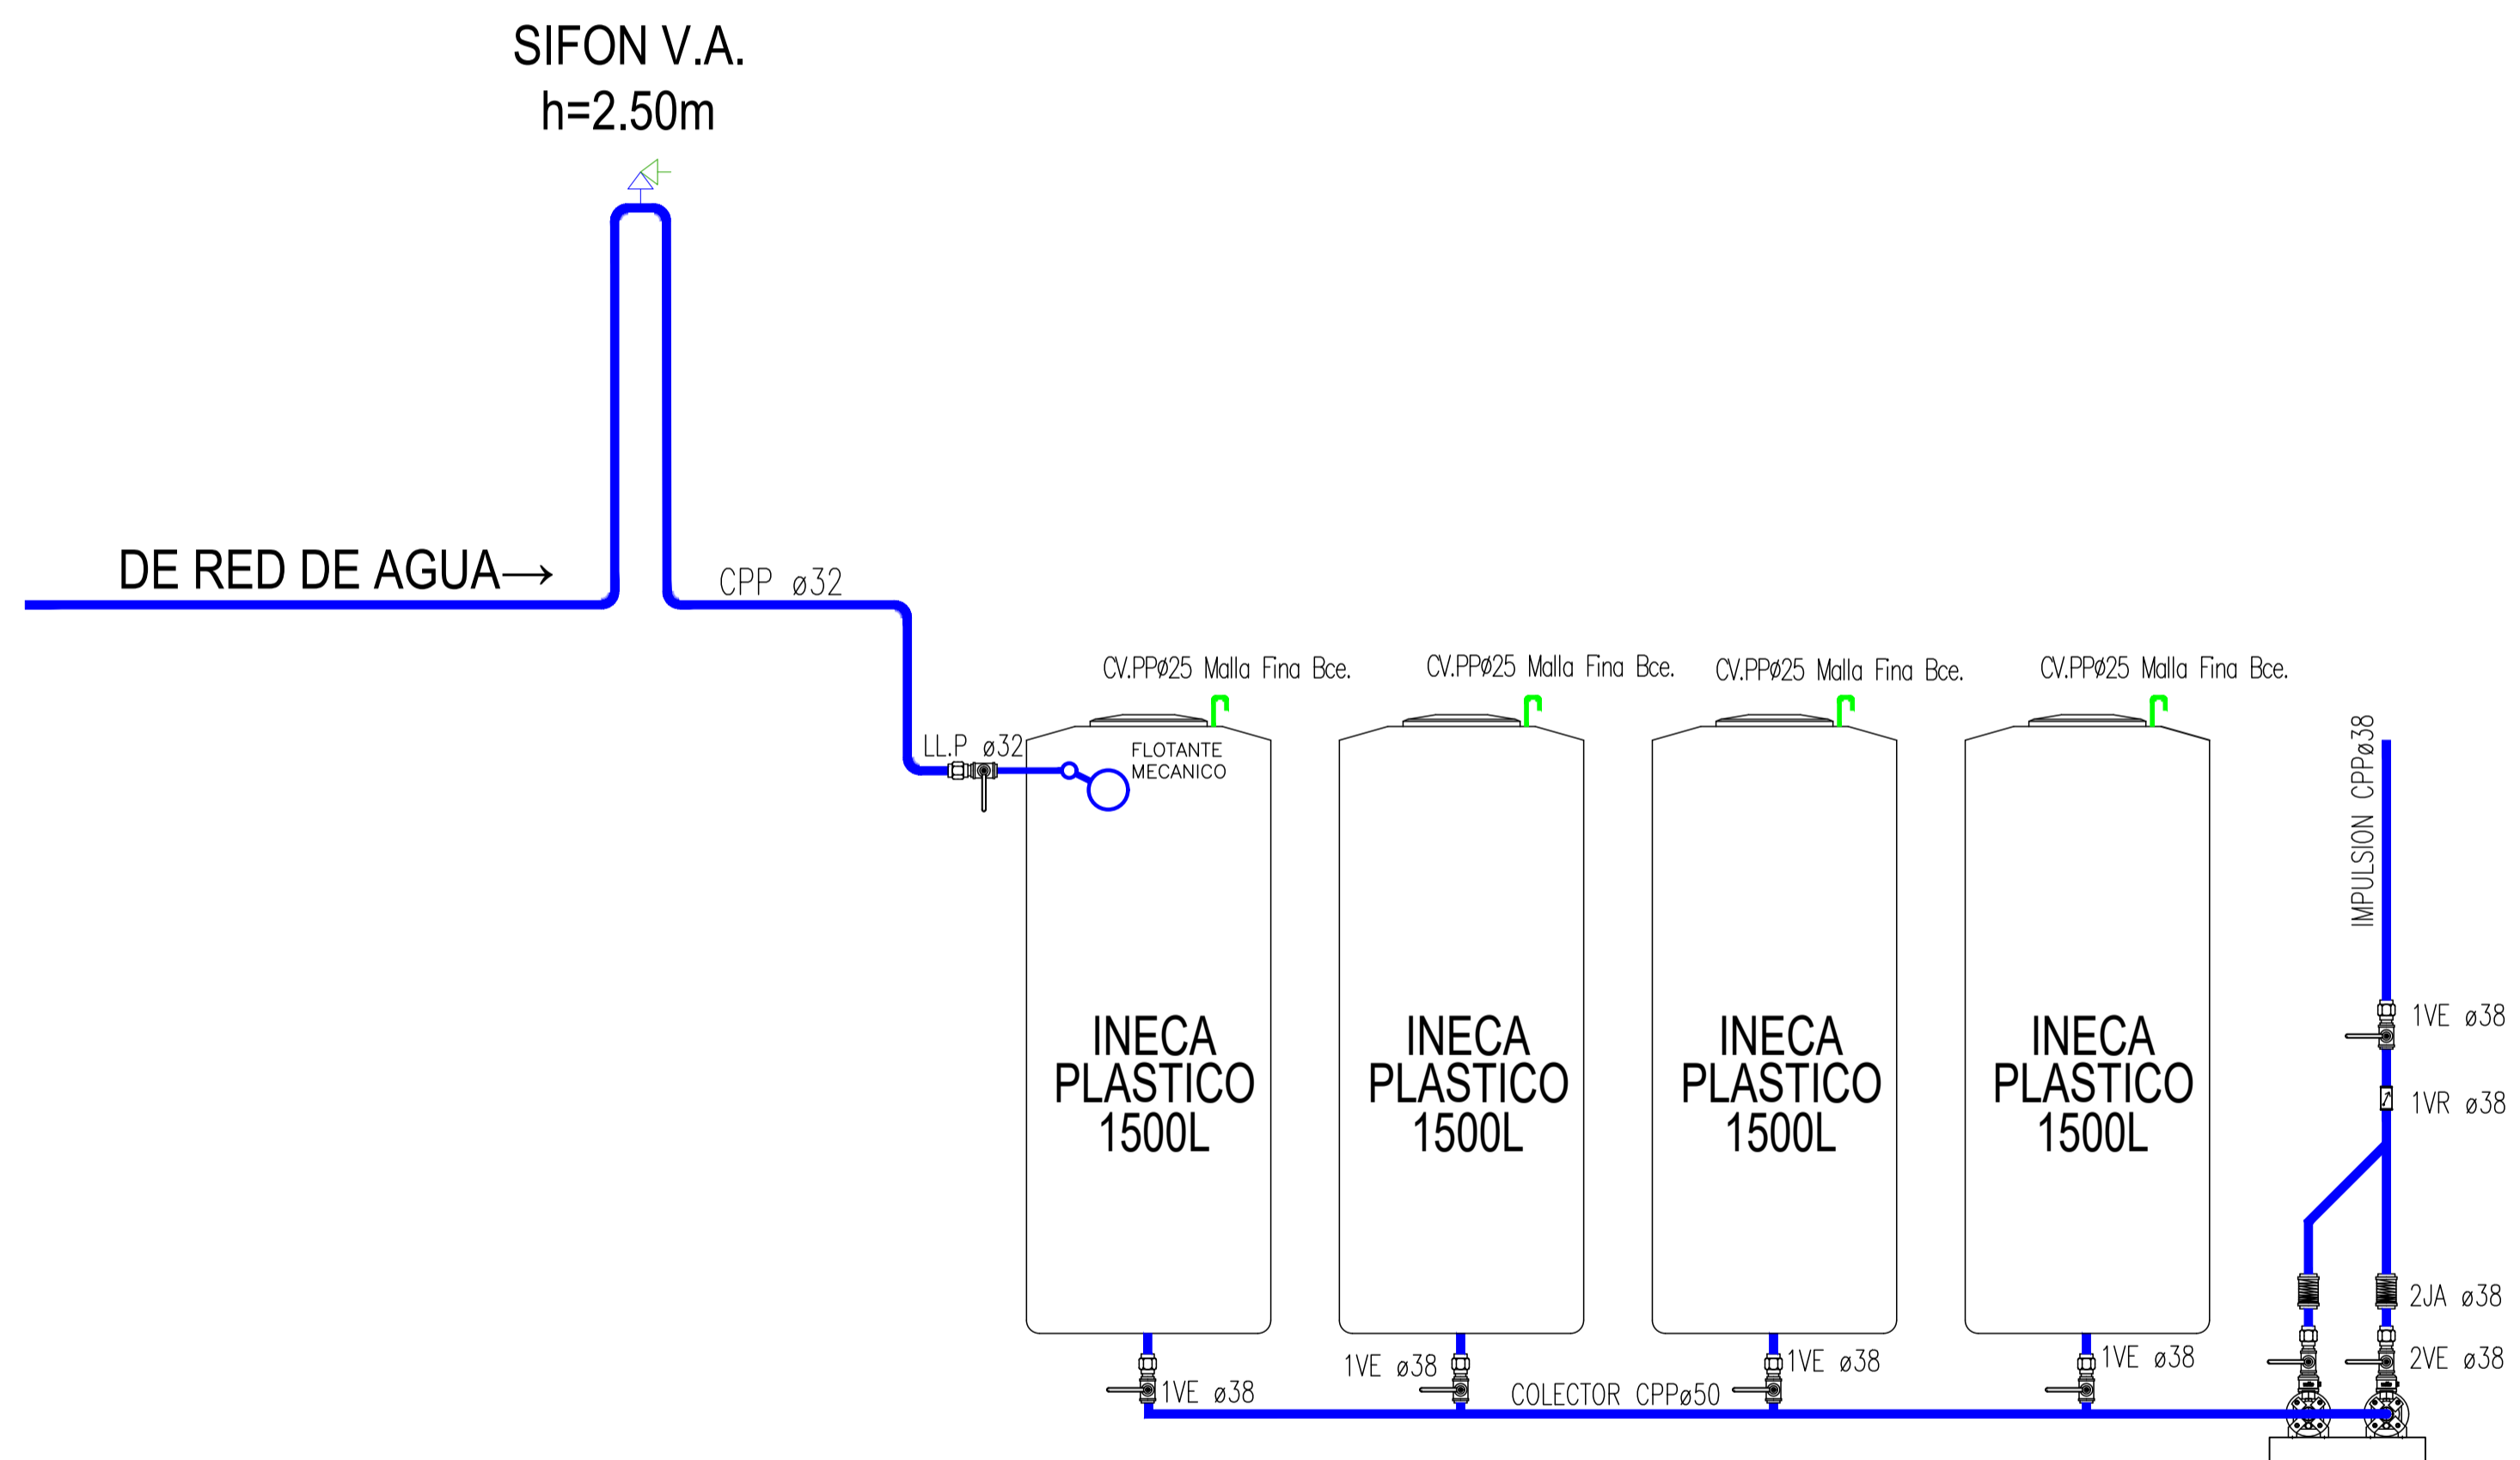 SIFON V.A.
h=2.50m
DE RED DE AGUA→
CPP ø32
CV.PPø25 Malla Fina Bce.
CV.PPø25 Malla Fina Bce.
CV.PPø25 Malla Fina Bce.
CV.PPø25 Malla Fina Bce.
LL.P ø32
FLOTANTE
MECANICO
IMPULSION CPPø38
INECA
PLASTICO
1500L
INECA
PLASTICO
1500L
INECA
PLASTICO
1500L
INECA
PLASTICO
1500L
1VE ø38
1VR ø38
2JA ø38
2VE ø38
1VE ø38
1VE ø38
1VE ø38
1VE ø38
COLECTOR CPPø50